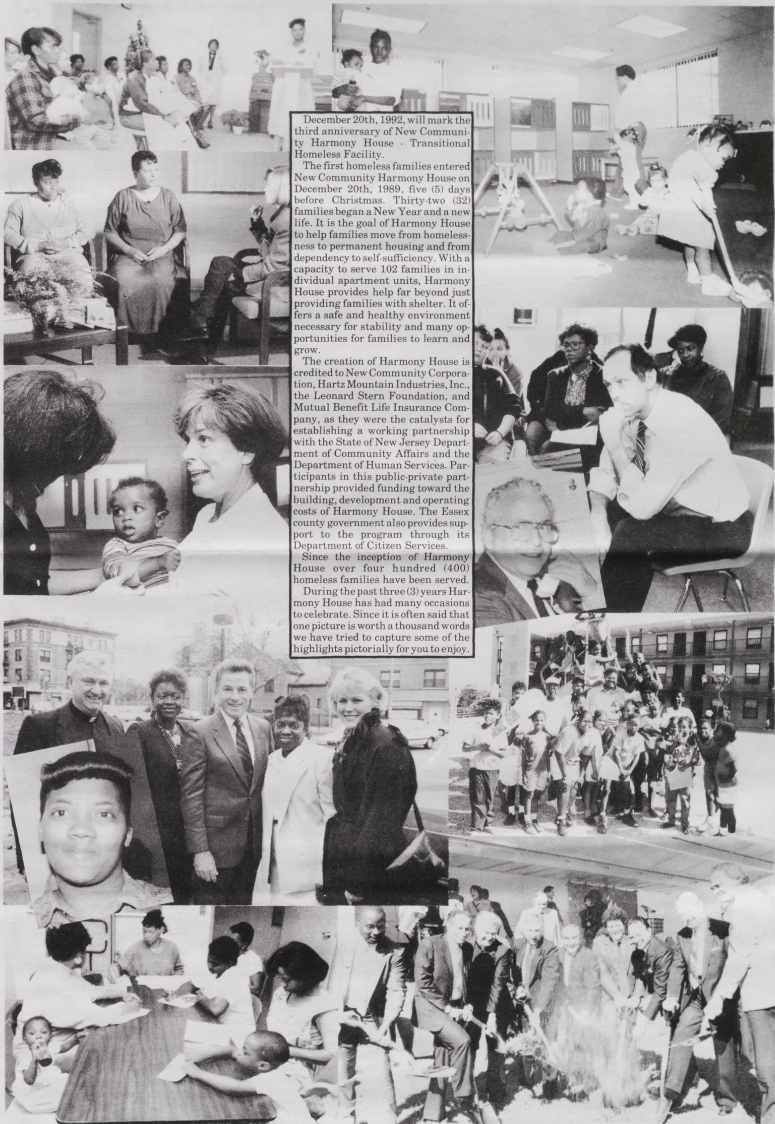 December 20th, 1992, will mark the
third anniversary of New Communi-
ty Harmony House - Transitional
Homeless Facility.
The first homeless families entered
New Community Harmony House on
December 20th, 1989, five (5) days
before Christmas. Thirty-two (32)
families began a New Year and a new
life. It is the goal of Harmony House
to help families move from homeless-
ness to permanent housing and from
dependency to self-sufficiency. With a
capacity to serve 102 families in in-
dividual apartment units, Harmony
House provides help far beyond just
providing families with shelter. It of-
fers a safe and healthy environment
necessary for stability and many op-
portunities for families to learn and
grow.
The creation of Harmony House is
credited to New Community Corpora-
tion, Hartz Mountain Industries, Inc.,
the Leonard Stern Foundation, and
Mutual Benefit Life Insurance Com-
pany, as they were the catalysts for
establishing a working partnership
with the State of New Jersey Depart-
ment of Community Affairs and the
Department of Human Services. Par-
ticipants in this public-private part-
nership provided funding toward the
building, development and operating
costs of Harmony House. The Essex
county government also provides sup-
port to the program through its
Department of Citizen Services.
Since the inception of Harmony
House over four hundred (400)
homeless families have been served.
During the past three (3) years Har-
mony House has had many occasions
to celebrate. Since it is often said that
one picture is worth a thousand words
we have tried to capture some of the
highlights pictorially for you to enjoy.